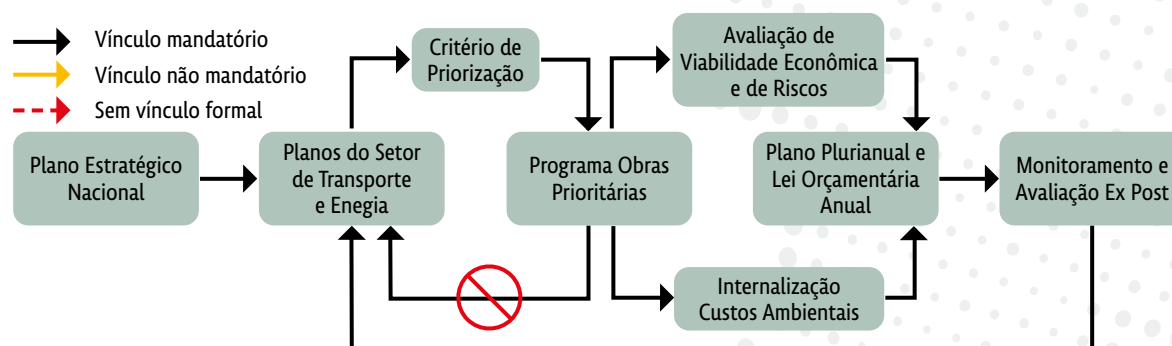 Vínculo mandatório
Vínculo não mandatório
Sem vínculo formal
Critério de
Priorização
Avaliação de
Viabilidade Econômica
e de Riscos
Plano Estratégico
Nacional
Planos do Setor
de Transporte
e Enegia
Programa Obras
Prioritárias
Plano Plurianual e
Lei Orçamentária
Anual
Monitoramento e
Avaliação Ex Post
Internalização
Custos Ambientais